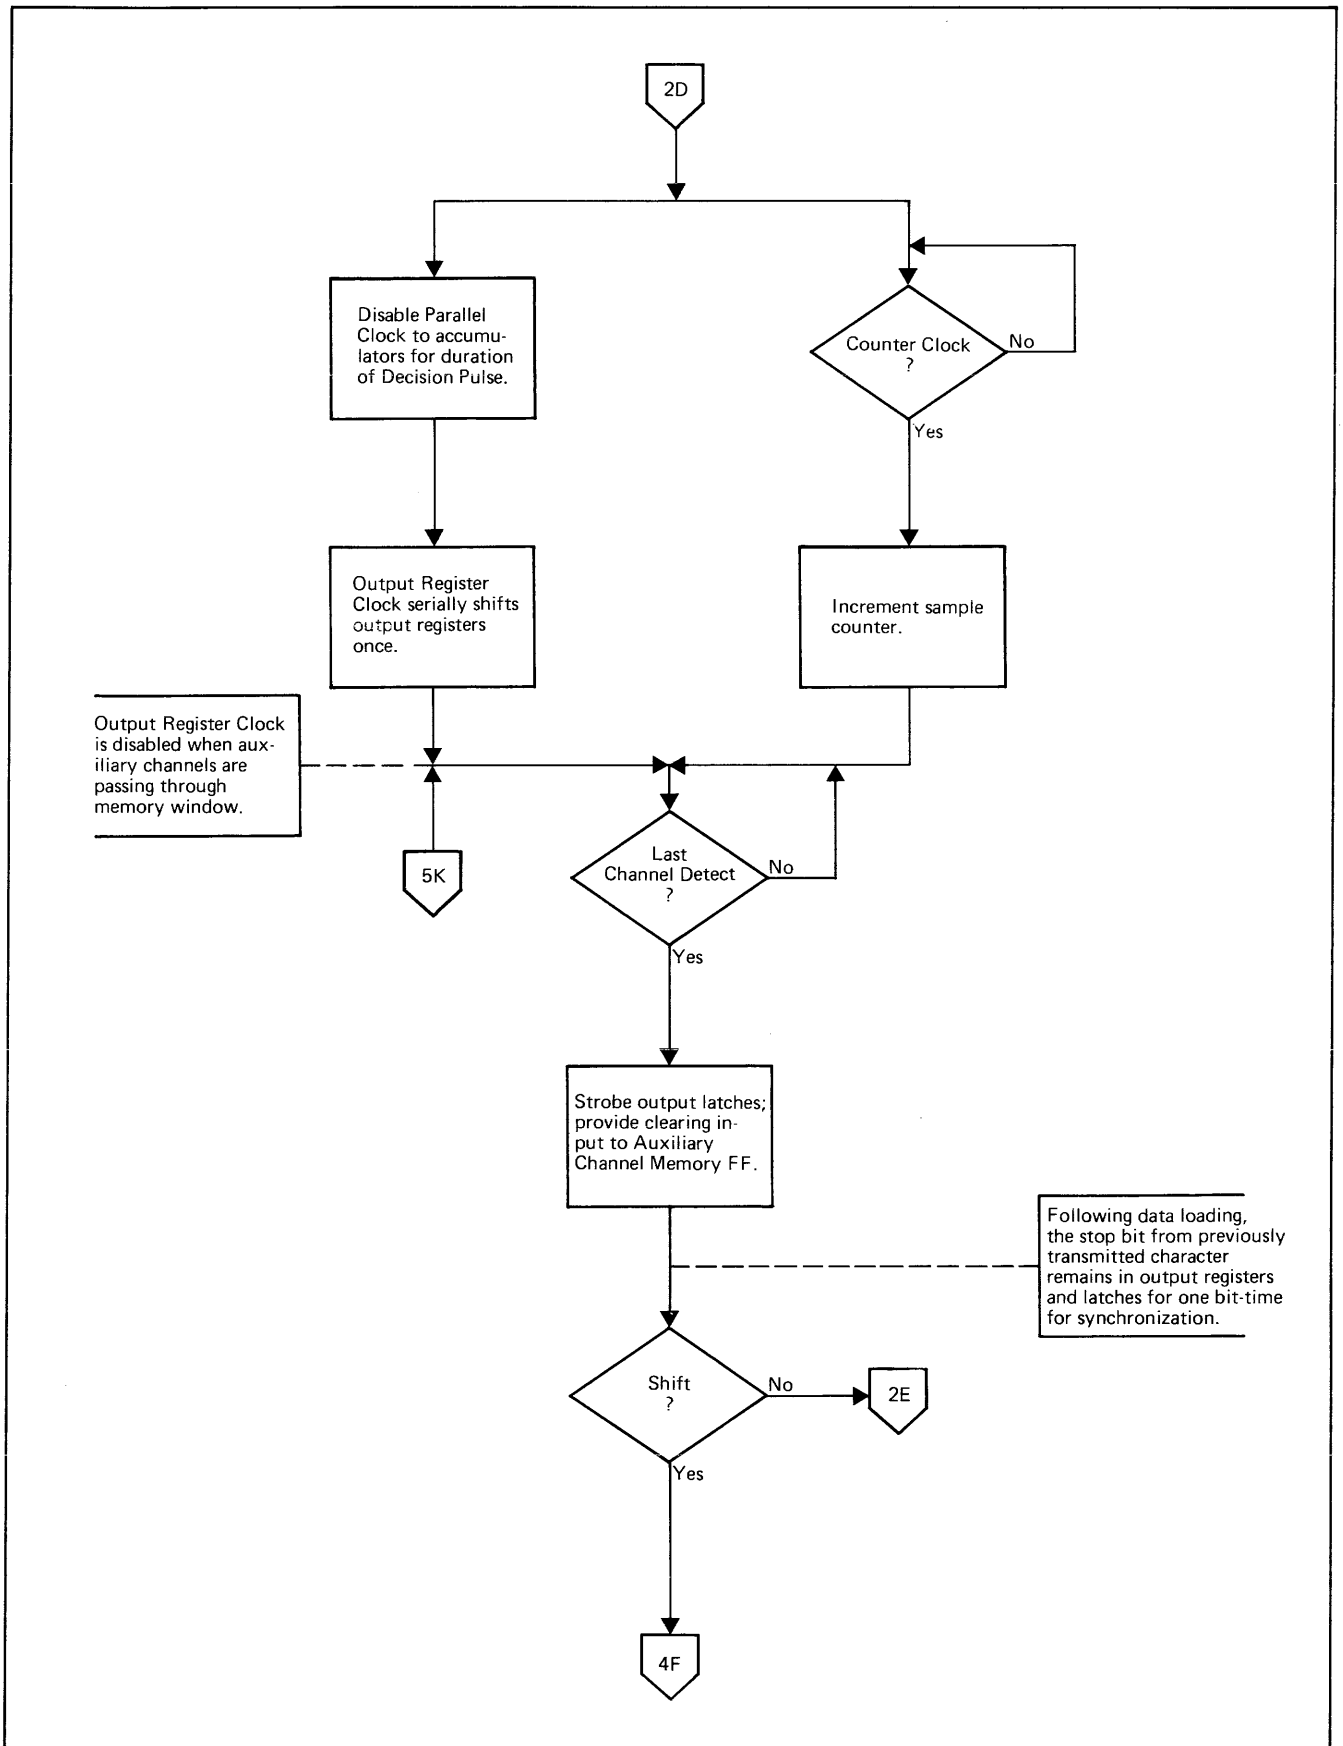 2D
Disable Parallel
Clock to accumu-
lators for duration
of Decision Pulse.
Counter Clock
?
No
Yes
Output Register
Clock serially shifts
output registers
once.
Increment sample
counter.
Output Register Clock
is disabled when aux-
iliary channels are
passing through
memory window.
5K
Last
Channel Detect
?
No
Yes
Strobe output latches;
provide clearing in-
put to Auxiliary
Channel Memory FF.
Following data loading,
the stop bit from previously
transmitted character
remains in output registers
and latches for one bit-time
for synchronization.
Shift
?
No
2E
Yes
4F